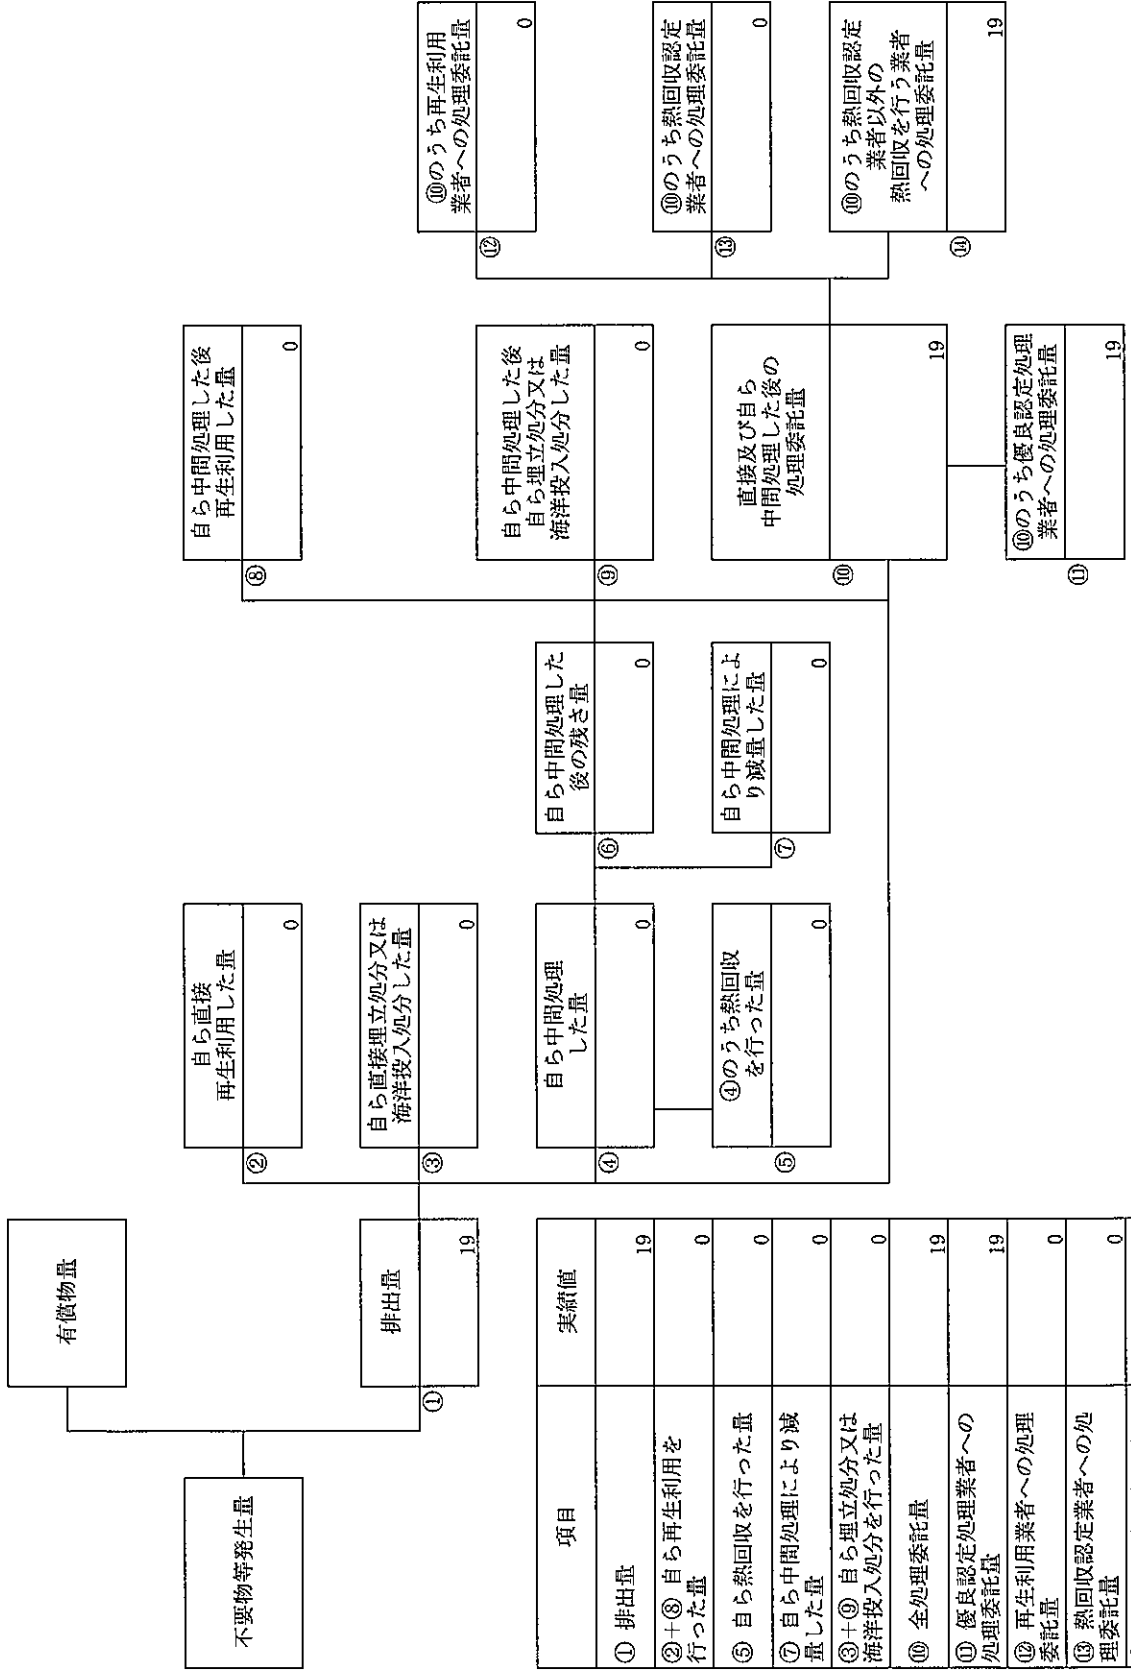 不要物等発生量
有償物量
排出量
①
19
自ら直接
再生利用した量
②
0
自ら直接埋立処分又は
海洋投入処分した量
③
0
自ら中間処理
した量
④
0
④のうち熱回収
を行った量
⑤
0
自ら中間処理した
後の残さ量
⑥
0
自ら中間処理によ
り減量した量
⑦
0
自ら中間処理した後
再生利用した量
⑧
0
自ら中間処理した後
自ら埋立処分又は
海洋投入処分した量
⑨
0
直接及び自ら
中間処理した後の
処理委託量
⑩
19
⑩のうち優良認定処理
業者への処理委託量
⑪
19
⑩のうち再生利用
業者への処理委託量
⑫
0
⑩のうち熱回収認定
業者への処理委託量
⑬
0
⑩のうち熱回収認定
業者以外の
熱回収を行う業者
への処理委託量
⑭
19
項目 実績値
① 排出量 19
②+⑧ 自ら再生利用を
行った量 0
⑤ 自ら熱回収を行った量 0
⑦ 自ら中間処理により減
量した量 0
③+⑨ 自ら埋立処分又は
海洋投入処分を行った量 0
⑩ 全処理委託量 19
⑪ 優良認定処理業者への
処理委託量 19
⑫ 再生利用業者への処理
委託量 0
⑬ 熱回収認定業者への処
理委託量 0